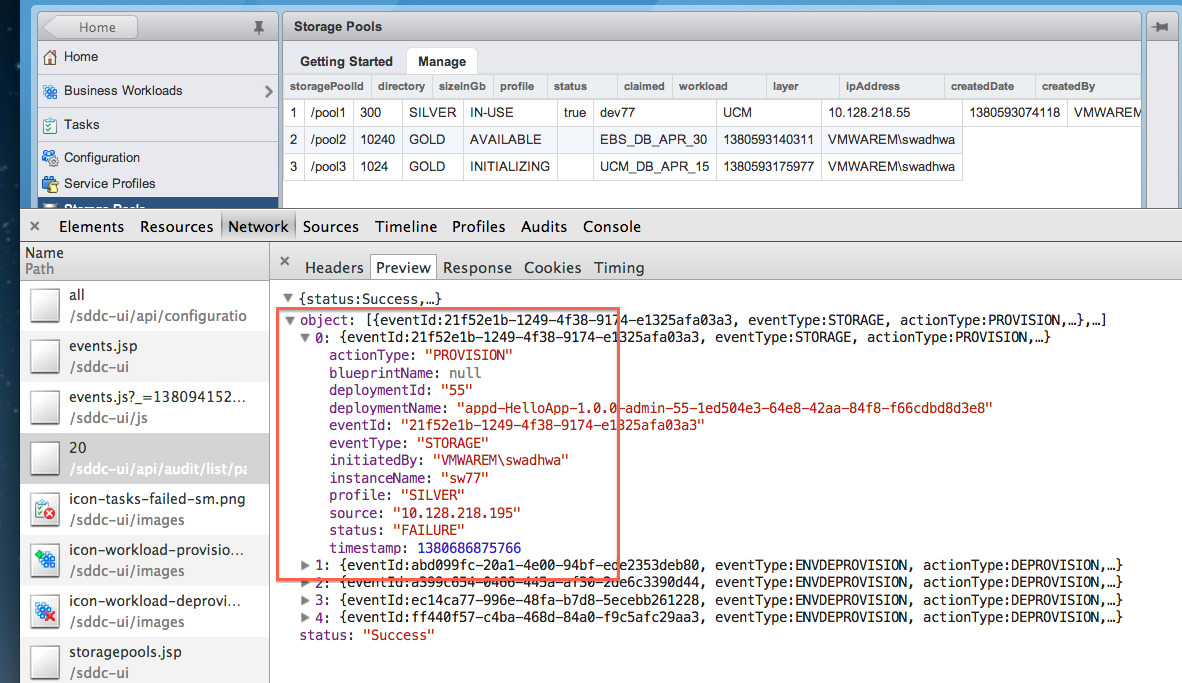 Home
Home
Business Workloads
Tasks
Configuration
Service Profiles
Storage Pools
Storage Pools
Getting Started Manage
storagePoolId directory sizeInGb profile status claimed workload layer ipAddress createdDate createdBy
1 /pool1 300 SILVER IN-USE true dev77 UCM 10.128.218.55 1380593074118 VMWAREM
2 /pool2 10240 GOLD AVAILABLE EBS_DB_APR_30 1380593140311 VMWAREM\swadhwa
3 /pool3 1024 GOLD INITIALIZING UCM_DB_APR_15 1380593175977 VMWAREM\swadhwa
Elements Resources Network Sources Timeline Profiles Audits Console
Name
Path
all
/sddc-ui/api/configuratio
events.jsp
/sddc-ui
events.js?_=138094152...
/sddc-ui/js
20
/sddc-ui/api/audit/list/pa
icon-tasks-failed-sm.png
/sddc-ui/images
icon-workload-provisio...
/sddc-ui/images
icon-workload-deprovi...
/sddc-ui/images
storagepools.jsp
/sddc-ui
Headers Preview Response Cookies Timing
{status:Success,…}
object: [{eventId:21f52e1b-1249-4f38-9174-e1325afa03a3, eventType:STORAGE, actionType:PROVISION,…},…]
0: {eventId:21f52e1b-1249-4f38-9174-e1325afa03a3, eventType:STORAGE, actionType:PROVISION,…}
actionType: "PROVISION"
blueprintName: null
deploymentId: "55"
deploymentName: "appd-HelloApp-1.0.0-admin-55-1ed504e3-64e8-42aa-84f8-f66cdbd8d3e8"
eventId: "21f52e1b-1249-4f38-9174-e1325afa03a3"
eventType: "STORAGE"
initiatedBy: "VMWAREM\swadhwa"
instanceName: "sw77"
profile: "SILVER"
source: "10.128.218.195"
status: "FAILURE"
timestamp: 1380686875766
1: {eventId:abd099fc-20a1-4e00-94bf-ede2353deb80, eventType:ENVDEPROVISION, actionType:DEPROVISION,…}
2: {eventId:a399c654-0466-445a-af30-2de6c3390d44, eventType:ENVDEPROVISION, actionType:DEPROVISION,…}
3: {eventId:ec14ca77-996e-48fa-b7d8-5ecebb261228, eventType:ENVDEPROVISION, actionType:DEPROVISION,…}
4: {eventId:ff440f57-c4ba-468d-84a0-f9c5afc29aa3, eventType:ENVDEPROVISION, actionType:DEPROVISION,…}
status: "Success"